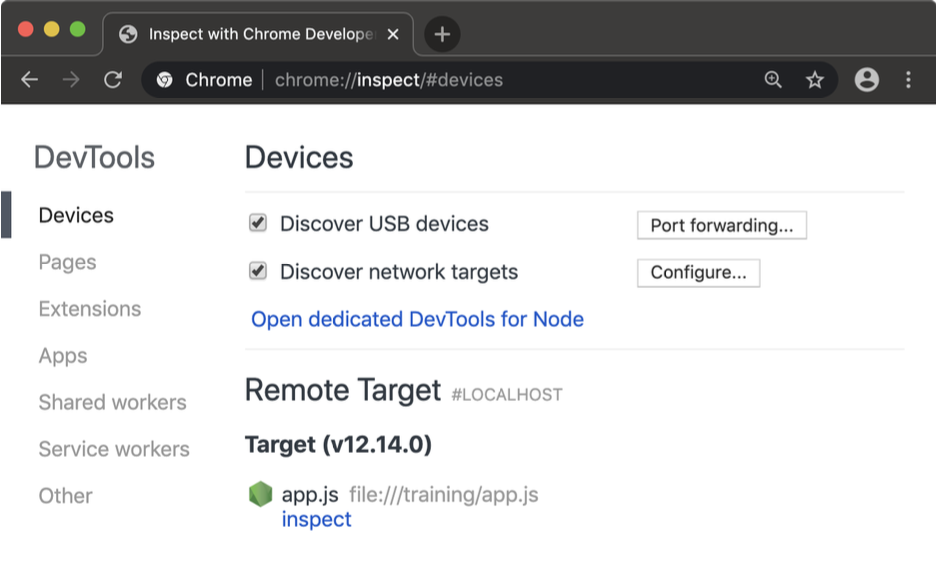 Inspect with Chrome Develope
Chrome chrome://inspect/#devices
DevTools
Devices
Pages
Extensions
Apps
Shared workers
Service workers
Other
Devices
Discover USB devices Port forwarding...
Discover network targets Configure...
Open dedicated DevTools for Node
Remote Target #LOCALHOST
Target (v12.14.0)
app.js file:///training/app.js
inspect